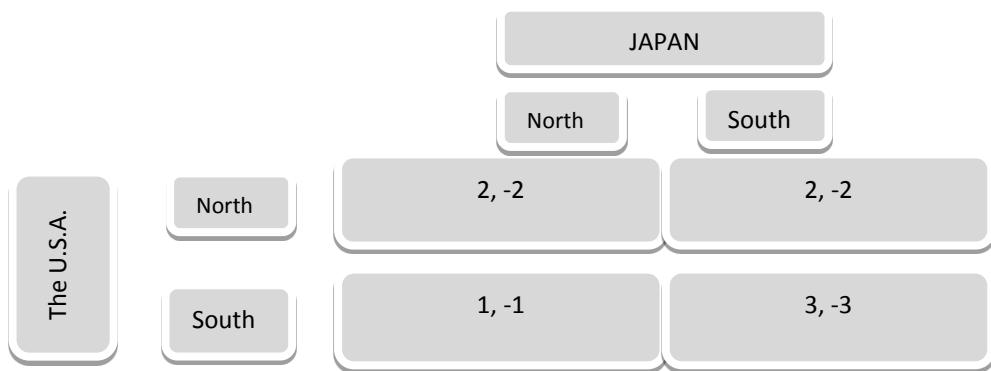 JAPAN
North South
The U.S.A.
North 2, -2 2, -2
South 1, -1 3, -3